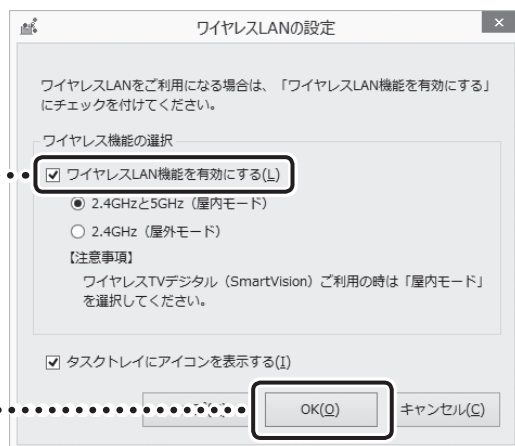 ワイヤレスLANの設定
ワイヤレスLANをご利用になる場合は、「ワイヤレスLAN機能を有効にする」
にチェックを付けてください。
ワイヤレス機能の選択
ワイヤレスLAN機能を有効にする(L)
2.4GHzと5GHz（屋内モード）
2.4GHz（屋外モード）
【注意事項】
ワイヤレスTVデジタル（SmartVision）ご利用の時は「屋内モード」
を選択してください。
タスクトレイにアイコンを表示する(I)
OK(O)
キャンセル(C)